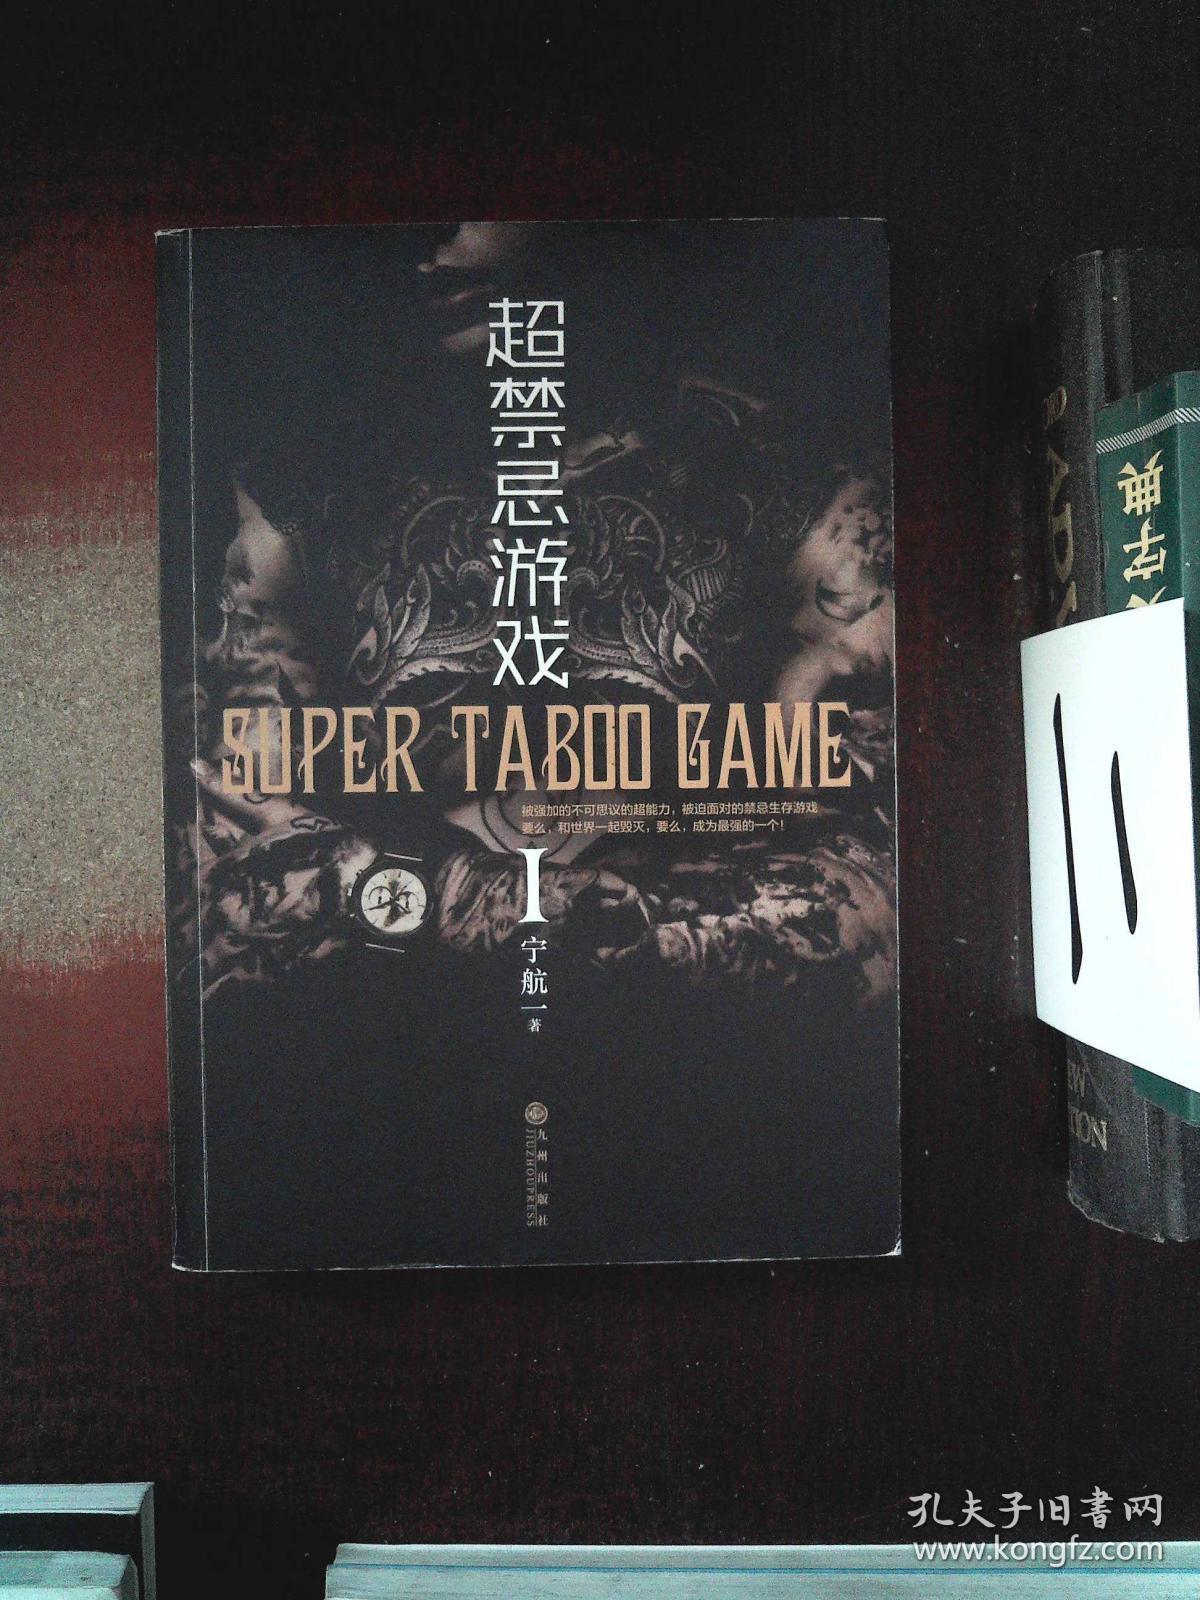 超禁忌游戏
SUPER TABOO GAME
被强加的不可思议的超能力，被迫面对的禁忌生存游戏
要么，和世界一起毁灭，要么，成为最强的一个！
I
宁航一 著
九州出版社
JIUZHOUPRESS
典字
11
孔夫子旧書网
www.kongfz.com